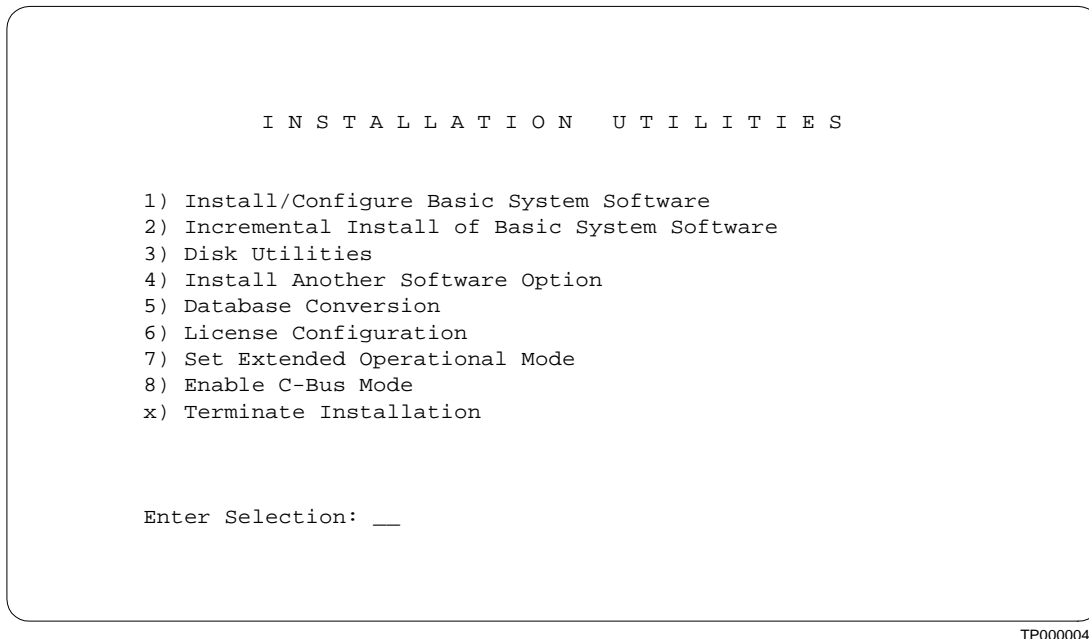 I N S T A L L A T I O N   U T I L I T I E S
1) Install/Configure Basic System Software
2) Incremental Install of Basic System Software
3) Disk Utilities
4) Install Another Software Option
5) Database Conversion
6) License Configuration
7) Set Extended Operational Mode
8) Enable C-Bus Mode
x) Terminate Installation
Enter Selection: __
TP000004